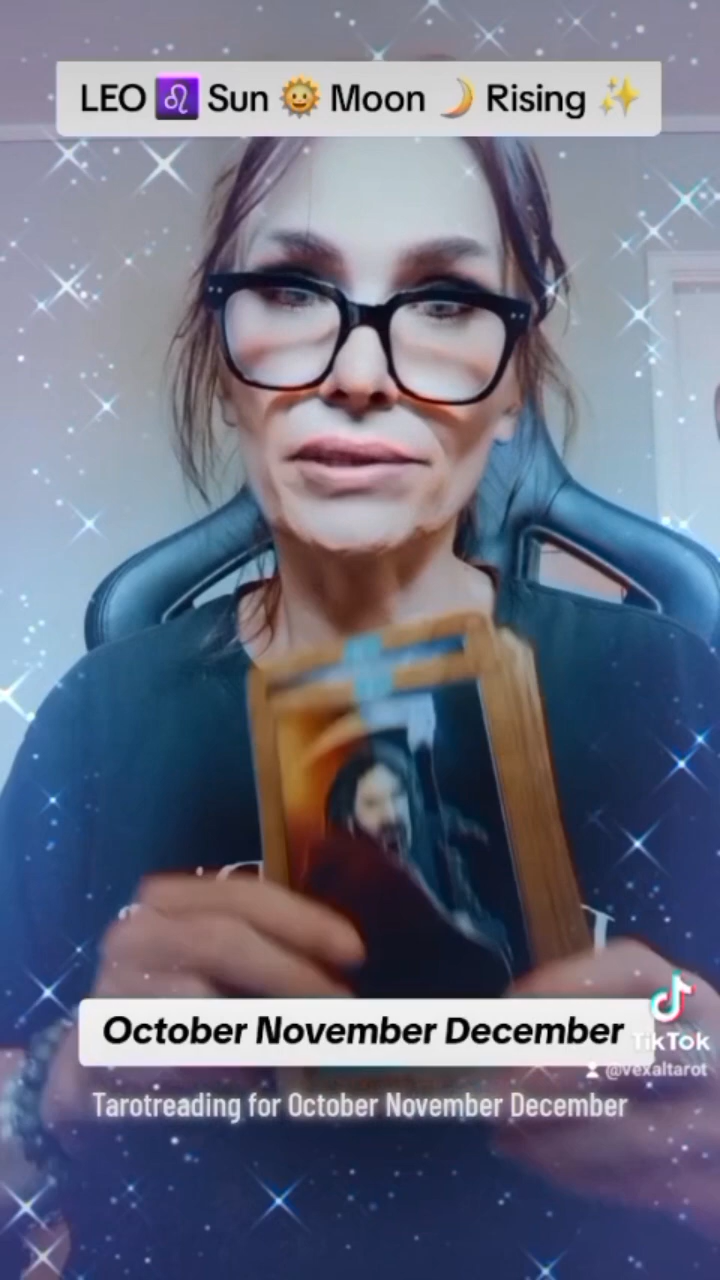 LEO ♌ Sun 🌞 Moon 🌙 Rising ✨
October November December
TikTok
@vexaltarot
Tarotreading for October November December